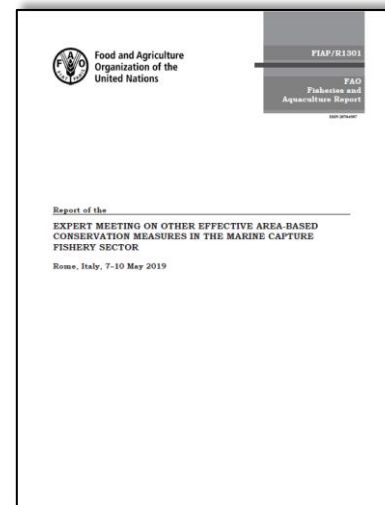 Food and Agriculture
Organization of the
United Nations
FIAP/R1301
FAO
Fisheries and
Aquaculture Report
Report of the
EXPERT MEETING ON OTHER EFFECTIVE AREA-BASED
CONSERVATION MEASURES IN THE MARINE CAPTURE
FISHERY SECTOR
Rome, Italy, 7–10 May 2019